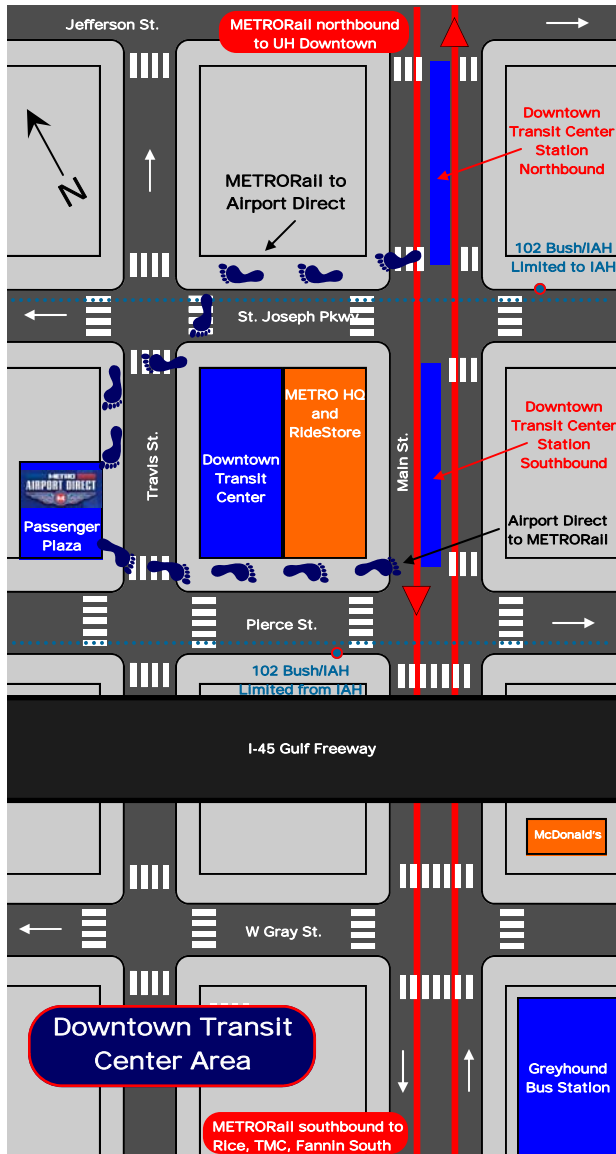 Jefferson St.
METRORail northbound
to UH Downtown
Downtown
Transit Center
Station
Northbound
N
METRORail to
Airport Direct
102 Bush/IAH
Limited to IAH
St. Joseph Pkwy.
METRO HQ
and
RideStore
Downtown
Transit
Center
Travis St.
Main St.
Downtown
Transit Center
Station
Southbound
METRO
AIRPORT DIRECT
Passenger
Plaza
Airport Direct
to METRORail
Pierce St.
102 Bush/IAH
Limited from IAH
I-45 Gulf Freeway
McDonald's
W Gray St.
Downtown Transit
Center Area
Greyhound
Bus Station
METRORail southbound to
Rice, TMC, Fannin South